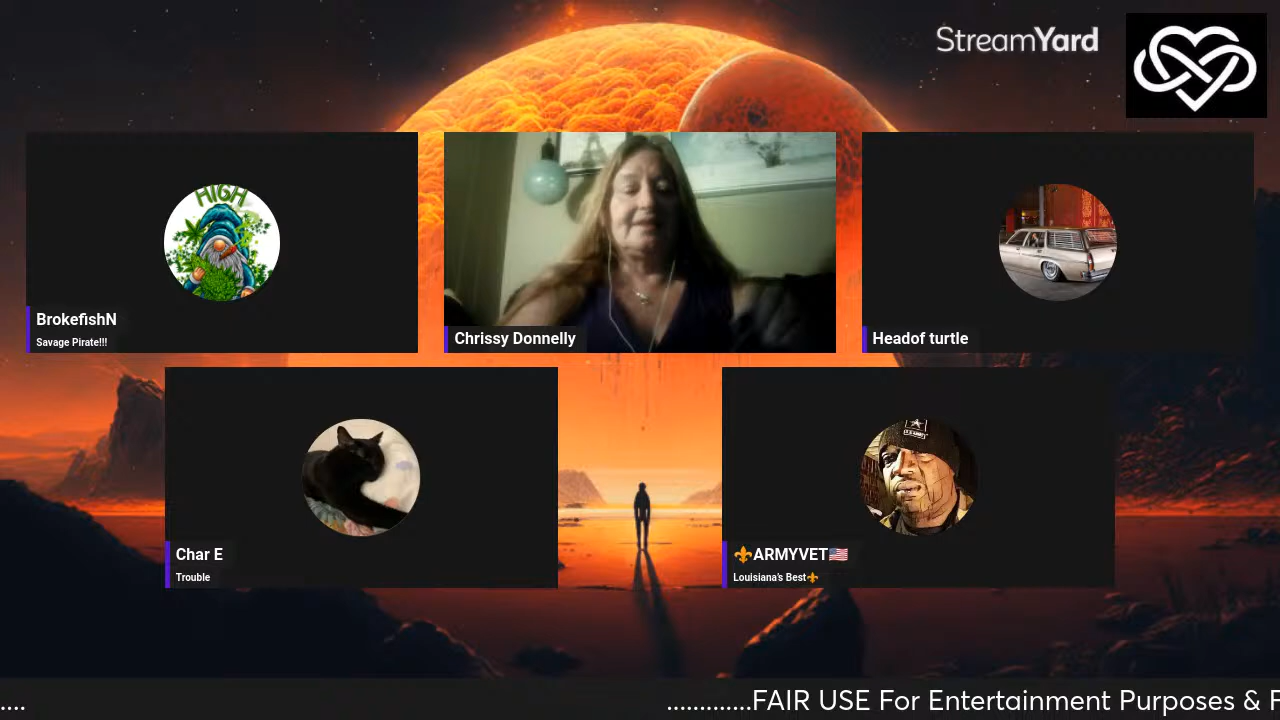 StreamYard
HIGH
BrokefishN
Savage Pirate!!!
Chrissy Donnelly
Headof turtle
Char E
Trouble
⚜️ARMYVET🇺🇸
Louisiana's Best⚜️
.... .............FAIR USE For Entertainment Purposes & F